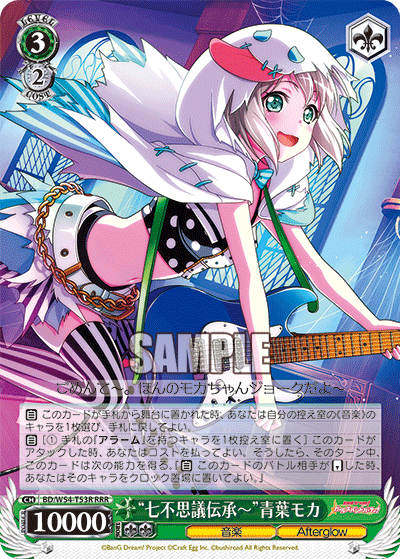 LEVEL
3
2
COST
SAMPLE
ごめんて〜。ほんのモカちゃんジョークだよ〜
自 このカードが手札から舞台に置かれた時、あなたは自分の控え室の《音楽》の
キャラを1枚選び、手札に戻してよい。
自 [① 手札の「アラーム」を持つキャラを1枚控え室に置く] このカードが
アタックした時、あなたはコストを払ってよい。そうしたら、そのターン中、
このカードは次の能力を得る。『自 このカードのバトル相手が した時、
あなたはそのキャラをクロック置場に置いてよい。』
CH BD/W54-T53R RRR
10000
“七不思議伝承〜”青葉モカ
音楽
Afterglow
©BanG Dream! Project ©Craft Egg Inc. ©bushiroad All Rights Reserved.